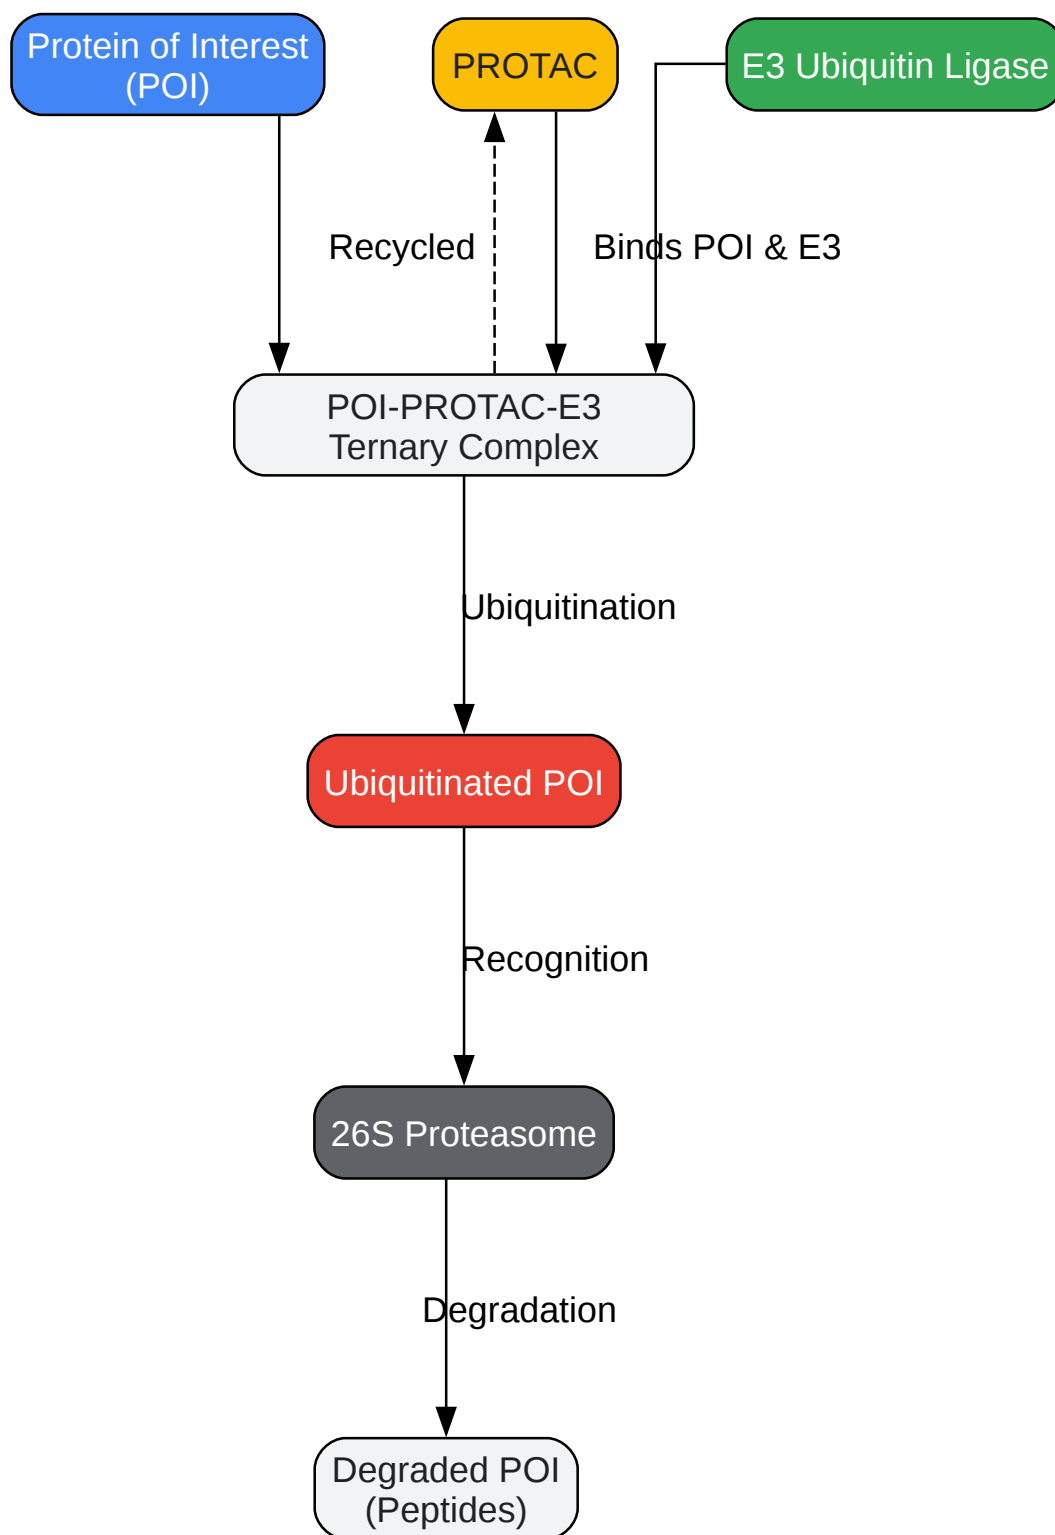 Protein of Interest
(POI)
PROTAC
E3 Ubiquitin Ligase
Recycled
Binds POI & E3
POI-PROTAC-E3
Ternary Complex
Ubiquitination
Ubiquitinated POI
Recognition
26S Proteasome
Degradation
Degraded POI
(Peptides)